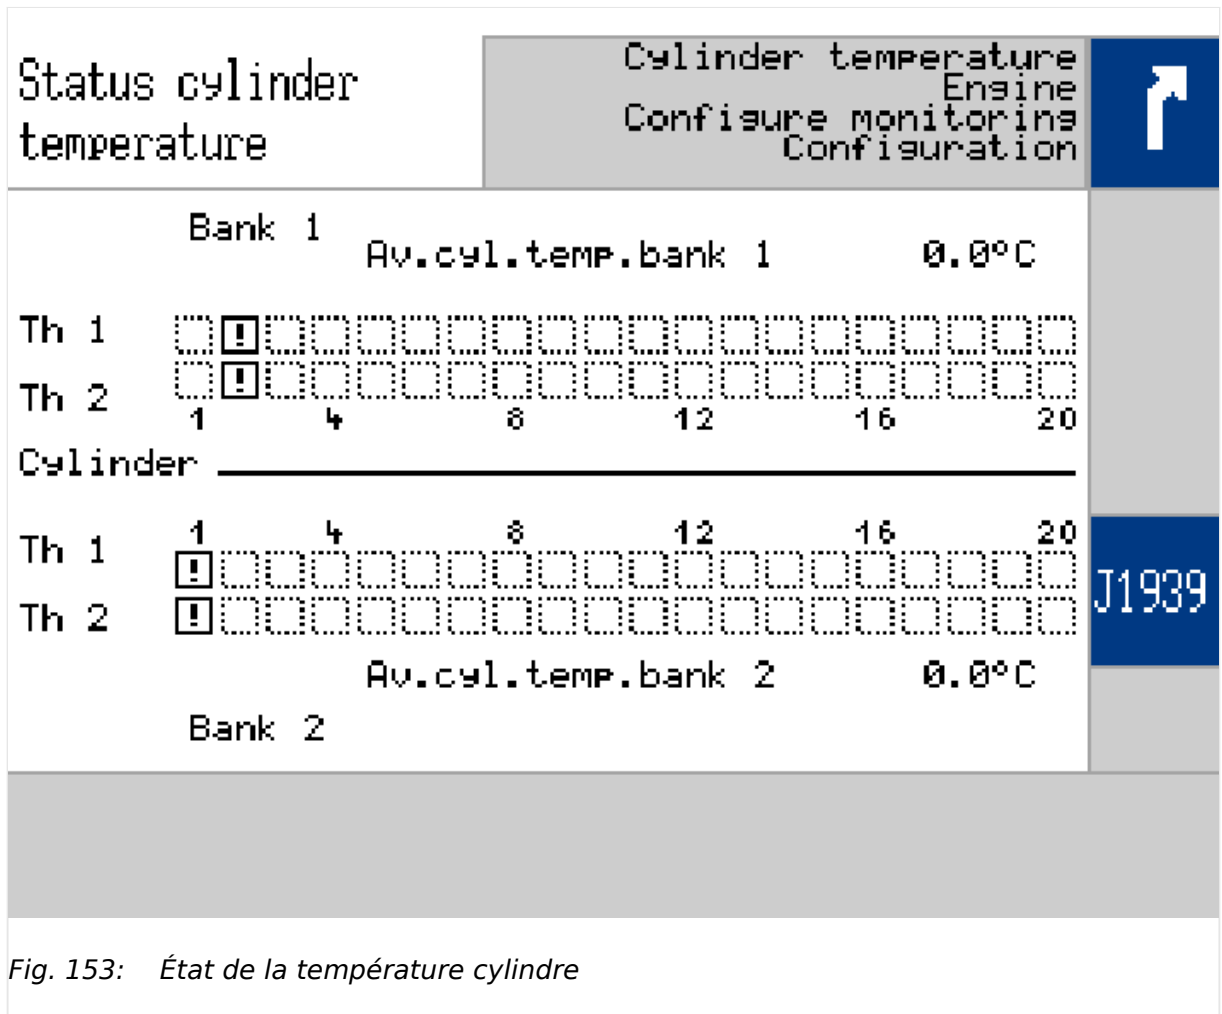 Status cylinder
temperature
Cylinder temperature
Engine
Configure monitoring
Configuration
Bank 1
Av.cyl.temp.bank 1 0.0°C
Th 1 !
Th 2 !
1 4 8 12 16 20
Cylinder
1 4 8 12 16 20
Th 1 !
Th 2 !
J1939
Av.cyl.temp.bank 2 0.0°C
Bank 2
Fig. 153: État de la température cylindre